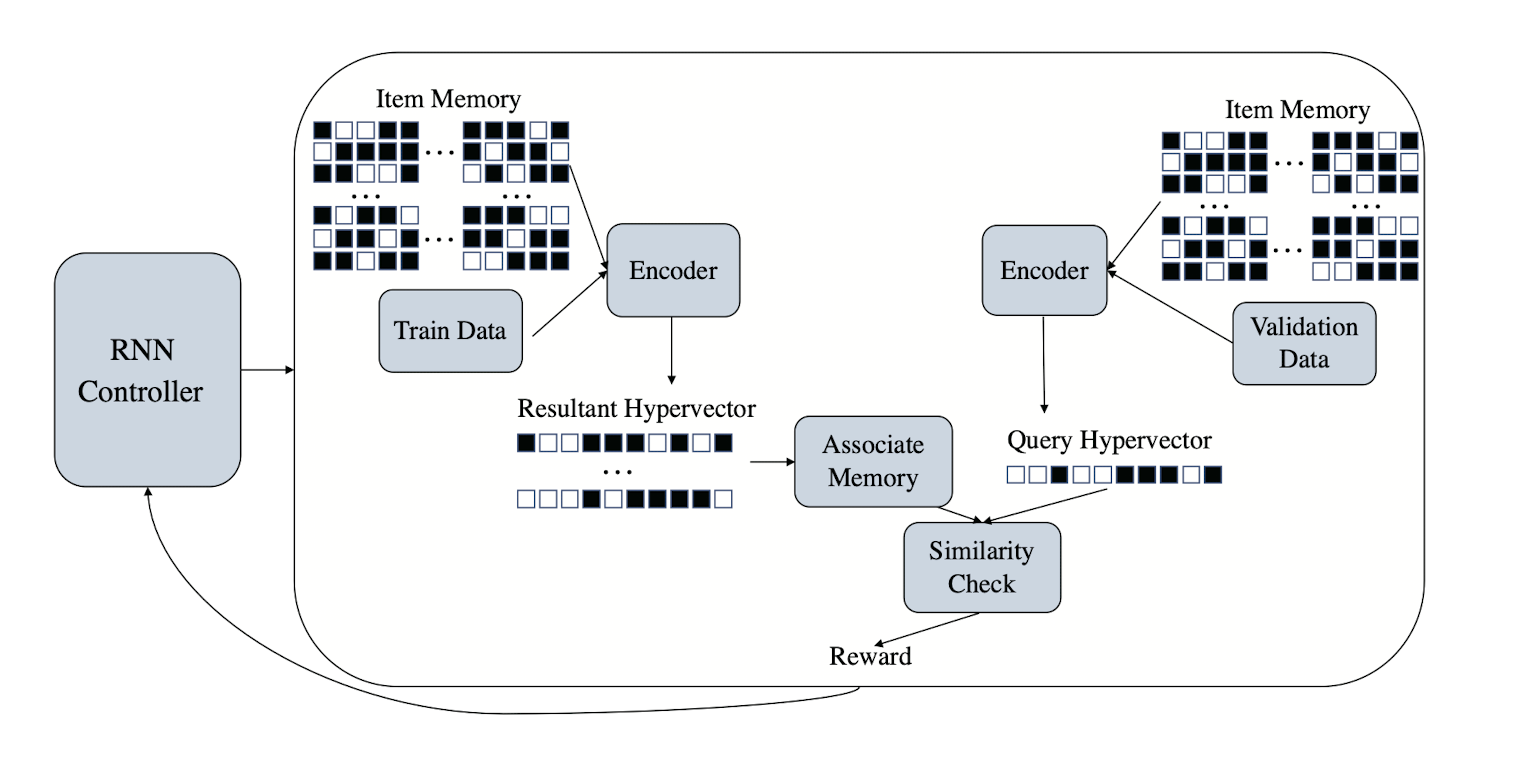 Item Memory
Item Memory
Encoder
Encoder
Train Data
Validation
Data
RNN
Controller
Resultant Hypervector
Associate
Memory
Query Hypervector
Similarity
Check
Reward